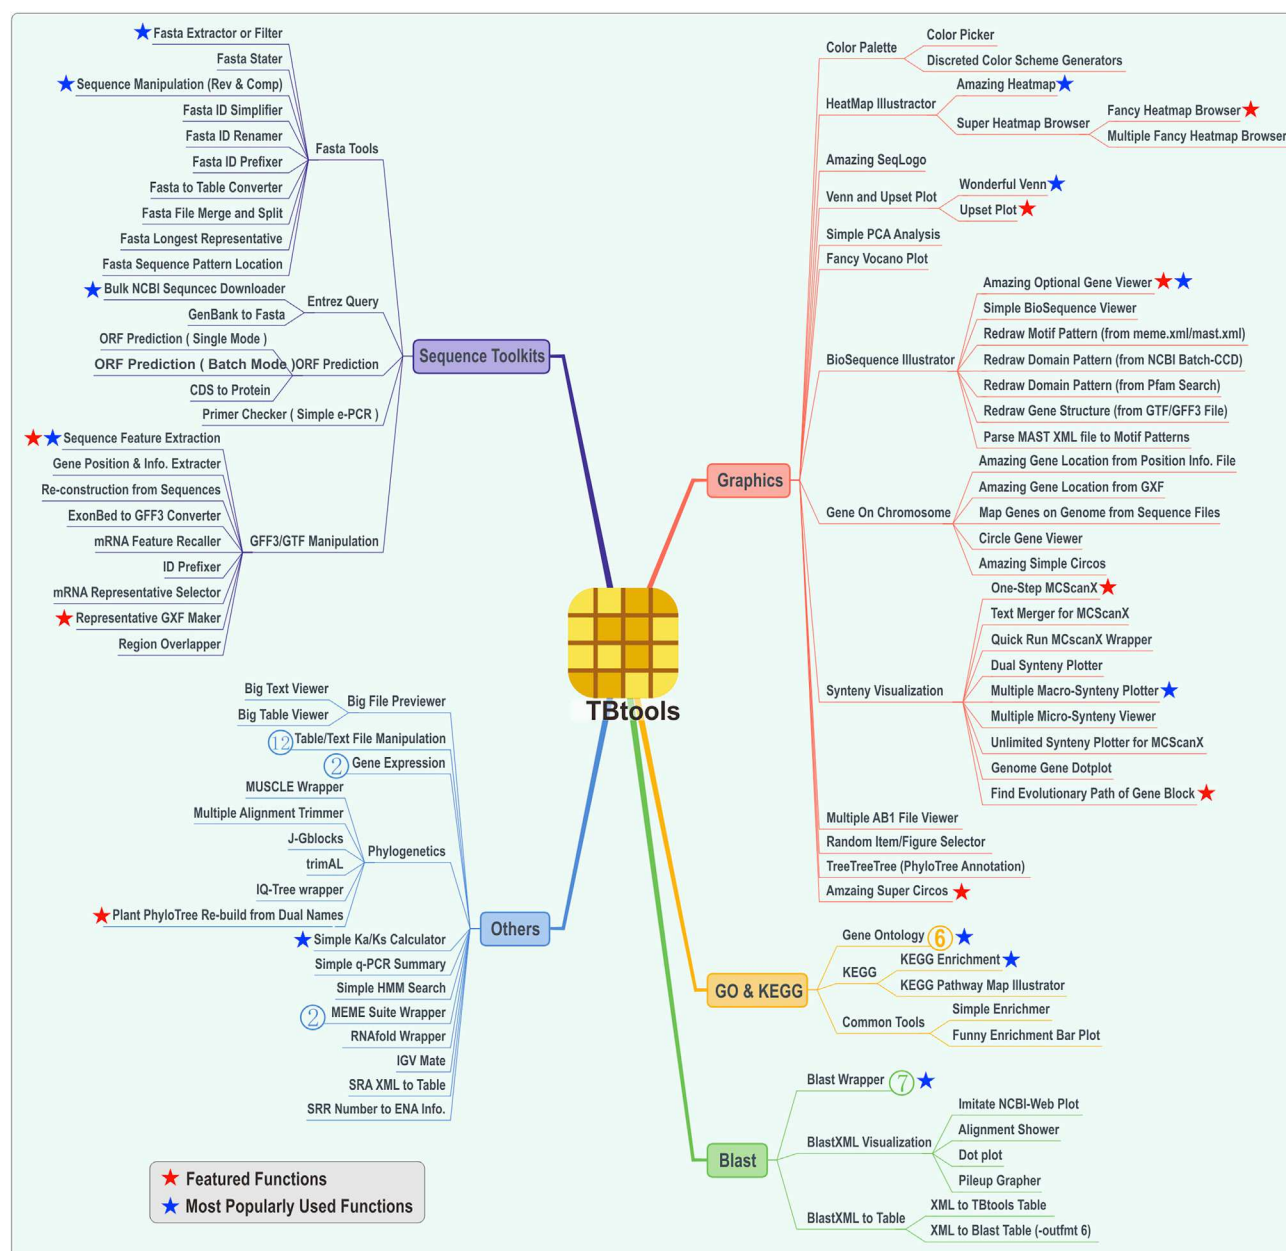 Fasta Extractor or Filter
Fasta Stater
Sequence Manipulation (Rev & Comp)
Fasta ID Simplifier
Fasta ID Renamer
Fasta ID Prefixer
Fasta to Table Converter
Fasta File Merge and Split
Fasta Longest Representative
Fasta Sequence Pattern Location
Fasta Tools
Bulk NCBI Sequncec Downloader
GenBank to Fasta
Entrez Query
ORF Prediction ( Single Mode )
ORF Prediction ( Batch Mode )
CDS to Protein
ORF Prediction
Primer Checker ( Simple e-PCR )
Sequence Feature Extraction
Gene Position & Info. Extracter
Re-construction from Sequences
ExonBed to GFF3 Converter
mRNA Feature Recaller
ID Prefixer
mRNA Representative Selector
Representative GXF Maker
Region Overlapper
GFF3/GTF Manipulation
Sequence Toolkits
Big Text Viewer
Big Table Viewer
Big File Previewer
12 Table/Text File Manipulation
2 Gene Expression
MUSCLE Wrapper
Multiple Alignment Trimmer
J-Gblocks
trimAL
IQ-Tree wrapper
Plant PhyloTree Re-build from Dual Names
Phylogenetics
Simple Ka/Ks Calculator
Simple q-PCR Summary
Simple HMM Search
2 MEME Suite Wrapper
RNAfold Wrapper
IGV Mate
SRA XML to Table
SRR Number to ENA Info.
Others
TBtools
Graphics
Color Palette
Color Picker
Discreted Color Scheme Generators
HeatMap Illustractor
Amazing Heatmap
Super Heatmap Browser
Fancy Heatmap Browser
Multiple Fancy Heatmap Browser
Amazing SeqLogo
Venn and Upset Plot
Wonderful Venn
Upset Plot
Simple PCA Analysis
Fancy Vocano Plot
BioSequence Illustrator
Amazing Optional Gene Viewer
Simple BioSequence Viewer
Redraw Motif Pattern (from meme.xml/mast.xml)
Redraw Domain Pattern (from NCBI Batch-CCD)
Redraw Domain Pattern (from Pfam Search)
Redraw Gene Structure (from GTF/GFF3 File)
Parse MAST XML file to Motif Patterns
Gene On Chromosome
Amazing Gene Location from Position Info. File
Amazing Gene Location from GXF
Map Genes on Genome from Sequence Files
Circle Gene Viewer
Amazing Simple Circos
Synteny Visualization
One-Step MCScanX
Text Merger for MCScanX
Quick Run MCscanX Wrapper
Dual Synteny Plotter
Multiple Macro-Synteny Plotter
Multiple Micro-Synteny Viewer
Unlimited Synteny Plotter for MCScanX
Genome Gene Dotplot
Find Evolutionary Path of Gene Block
Multiple AB1 File Viewer
Random Item/Figure Selector
TreeTreeTree (PhyloTree Annotation)
Amzaing Super Circos
GO & KEGG
Gene Ontology 6
KEGG
KEGG Enrichment
KEGG Pathway Map Illustrator
Common Tools
Simple Enrichmer
Funny Enrichment Bar Plot
Blast
Blast Wrapper 7
BlastXML Visualization
Imitate NCBI-Web Plot
Alignment Shower
Dot plot
Pileup Grapher
BlastXML to Table
XML to TBtools Table
XML to Blast Table (-outfmt 6)
Featured Functions
Most Popularly Used Functions